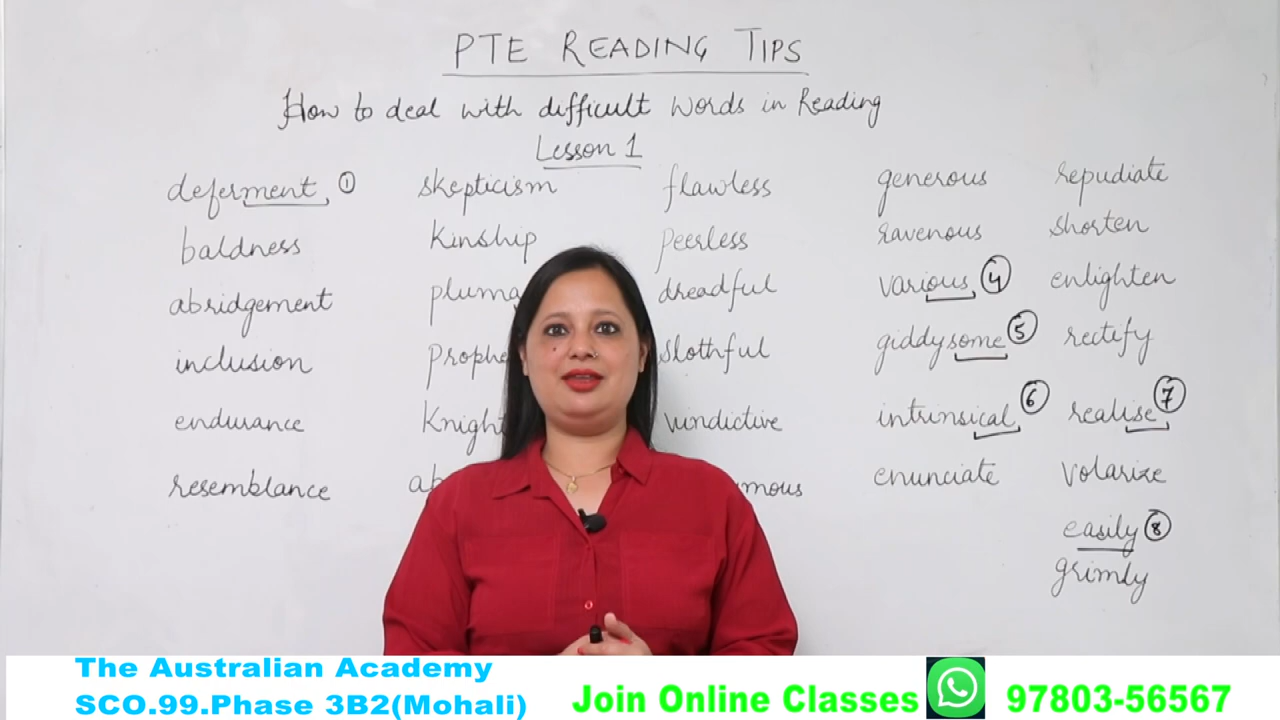 PTE READING TIPS
How to deal with difficult words in Reading
Lesson 1
deferment ①
baldness
abridgement
inclusion
endurance
resemblance
skepticism
kinship
flawless
peerless
dreadful
slothful
vindictive
generous
ravenous
various ④
giddysome ⑤
intrinsical ⑥
enunciate
repudiate
shorten
enlighten
rectify
realise ⑦
volarize
easily ⑧
grimly
The Australian Academy
SCO.99.Phase 3B2(Mohali)
Join Online Classes 97803-56567